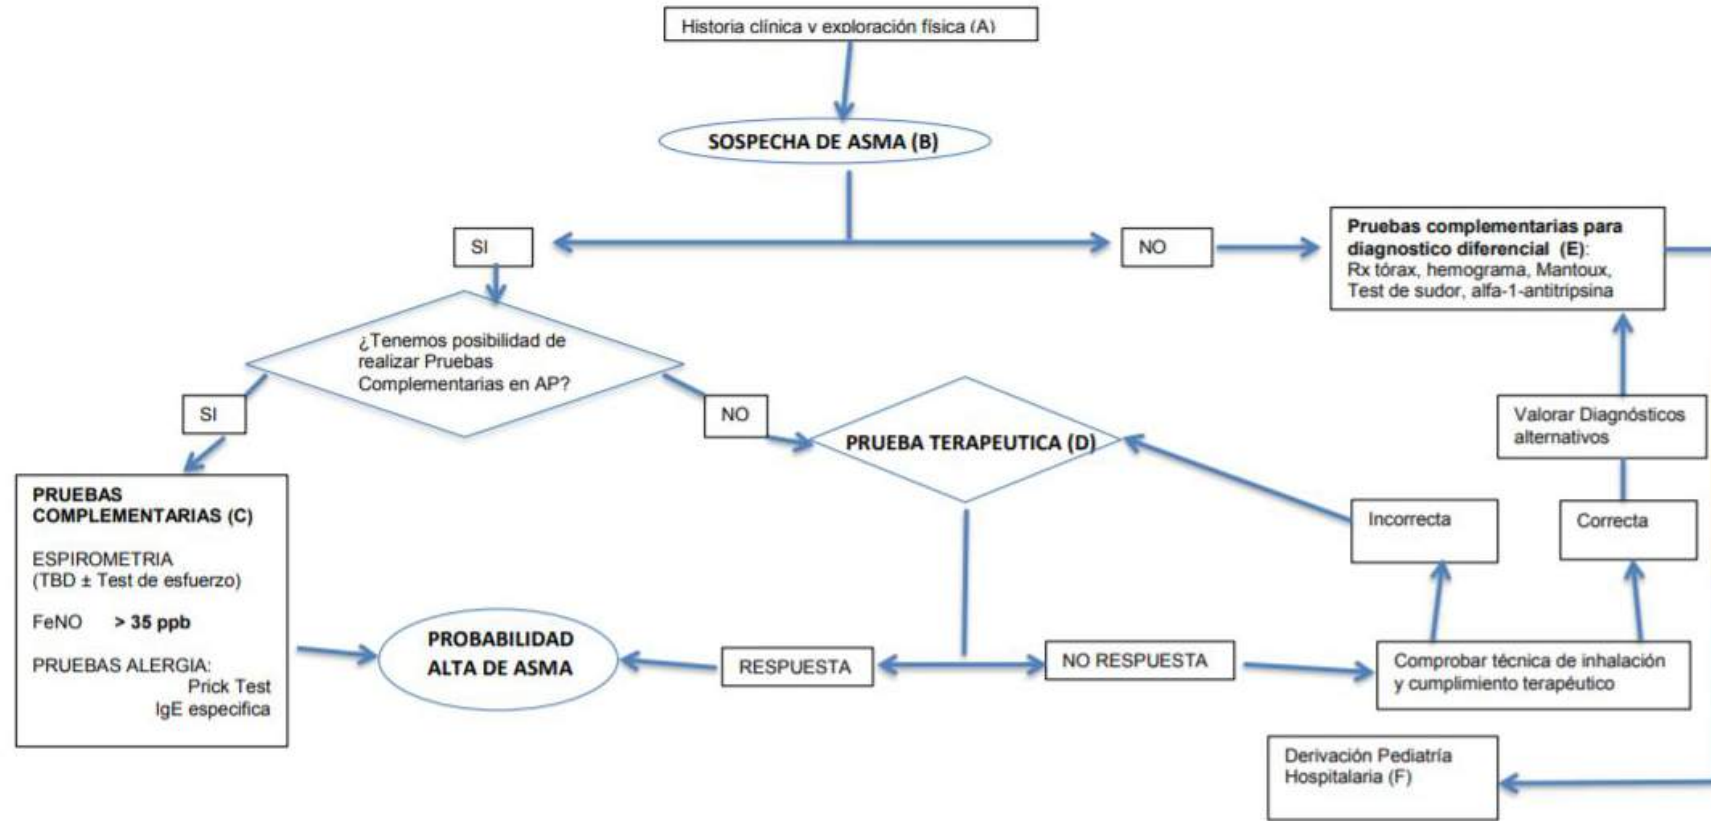 Historia clínica y exploración física (A)
SOSPECHA DE ASMA (B)
SI
NO
Pruebas complementarias para
diagnostico diferencial (E):
Rx tórax, hemograma, Mantoux,
Test de sudor, alfa-1-antitripsina
¿Tenemos posibilidad de
realizar Pruebas
Complementarias en AP?
SI
NO
PRUEBA TERAPEUTICA (D)
Valorar Diagnósticos
alternativos
PRUEBAS
COMPLEMENTARIAS (C)
ESPIROMETRIA
(TBD ± Test de esfuerzo)
FeNO > 35 ppb
PRUEBAS ALERGIA:
Prick Test
IgE especifica
Incorrecta
Correcta
PROBABILIDAD
ALTA DE ASMA
RESPUESTA
NO RESPUESTA
Comprobar técnica de inhalación
y cumplimiento terapéutico
Derivación Pediatría
Hospitalaria (F)